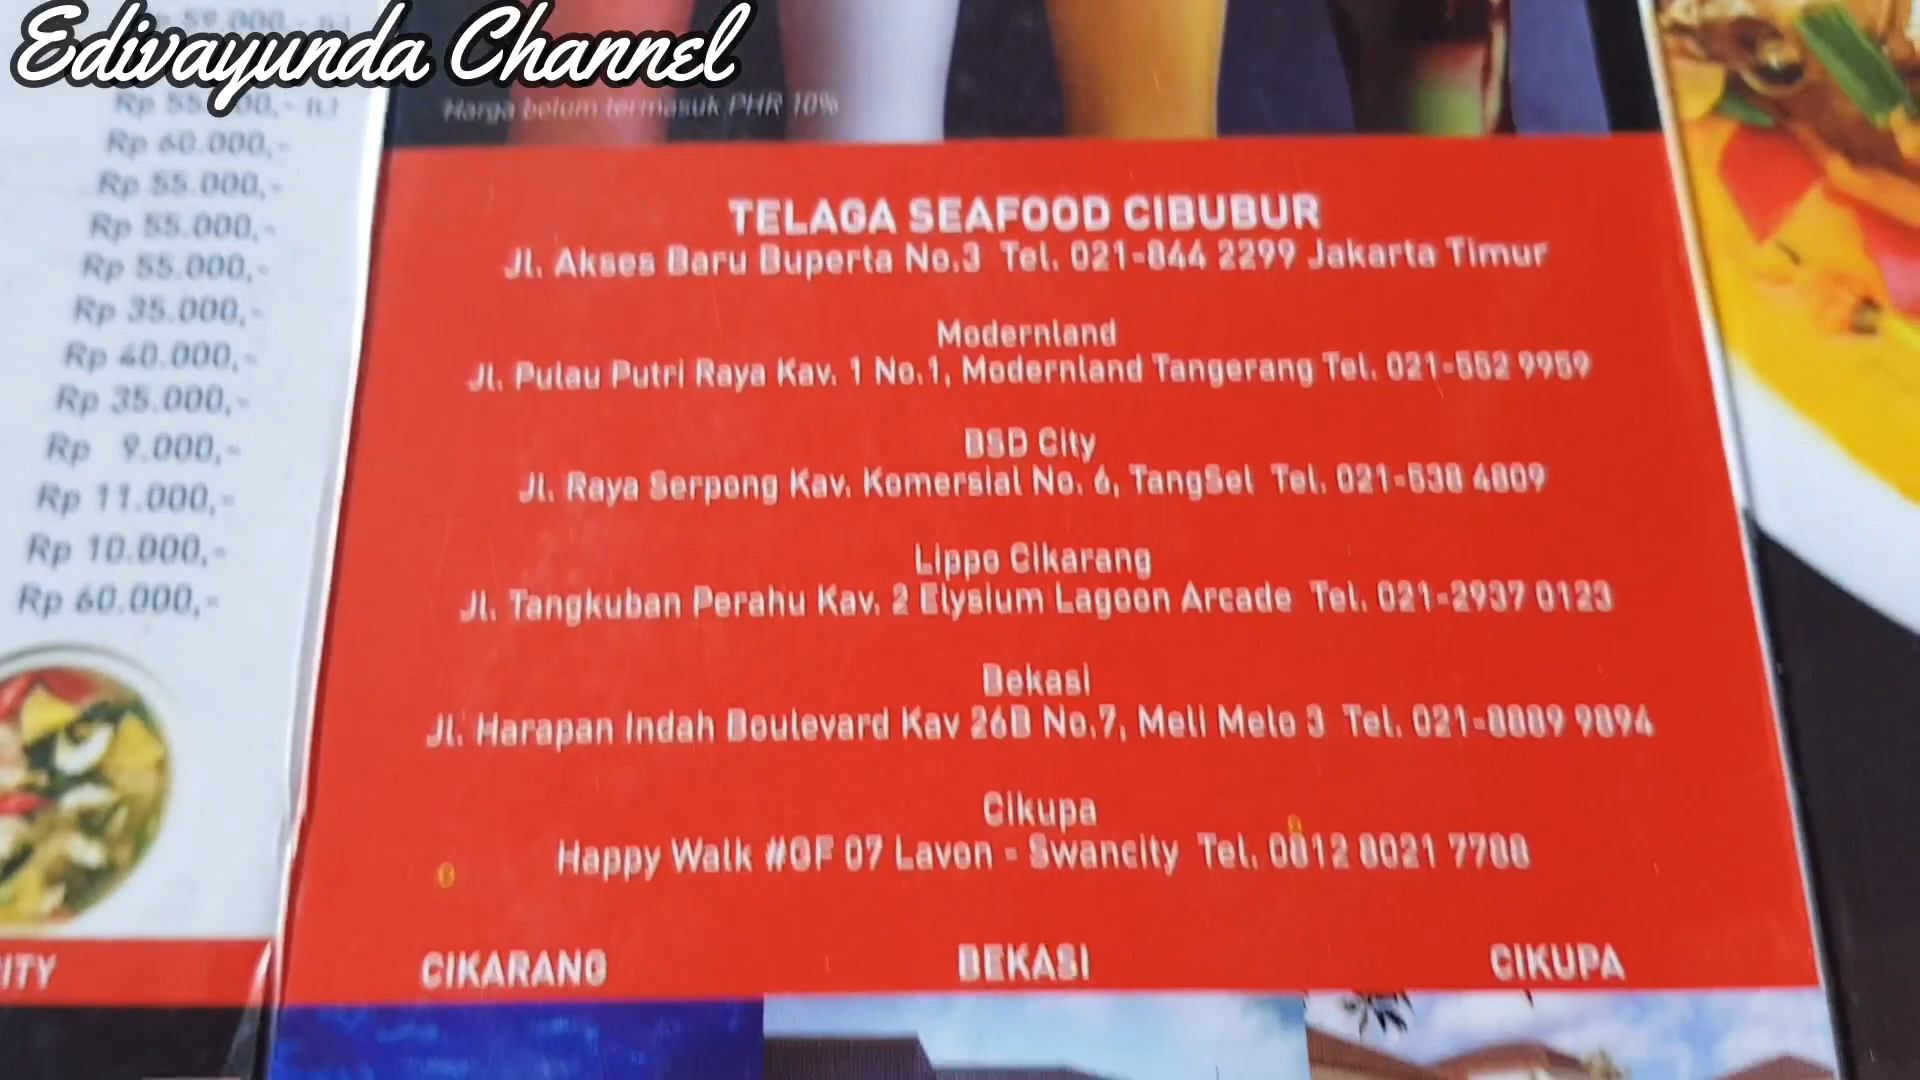 Edivayunda Channel
Harga belum termasuk PHR 10%
Rp 60.000,-
Rp 55.000,-
Rp 55.000,-
Rp 55.000,-
Rp 35.000,-
Rp 40.000,-
Rp 35.000,-
Rp 9.000,-
Rp 11.000,-
Rp 10.000,-
Rp 60.000,-
TELAGA SEAFOOD CIBUBUR
Jl. Akses Baru Buperta No.3 Tel. 021-844 2299 Jakarta Timur
Modernland
Jl. Pulau Putri Raya Kav. 1 No.1, Modernland Tangerang Tel. 021-552 9959
BSD City
Jl. Raya Serpong Kav. Komersial No. 6, TangSel Tel. 021-538 4809
Lippo Cikarang
Jl. Tangkuban Perahu Kav. 2 Elysium Lagoon Arcade Tel. 021-2937 0123
Bekasi
Jl. Harapan Indah Boulevard Kav 26B No.7, Meli Melo 3 Tel. 021-8889 9894
Cikupa
Happy Walk #GF 07 Lavon - Swancity Tel. 0812 8021 7788
ITY
CIKARANG
BEKASI
CIKUPA